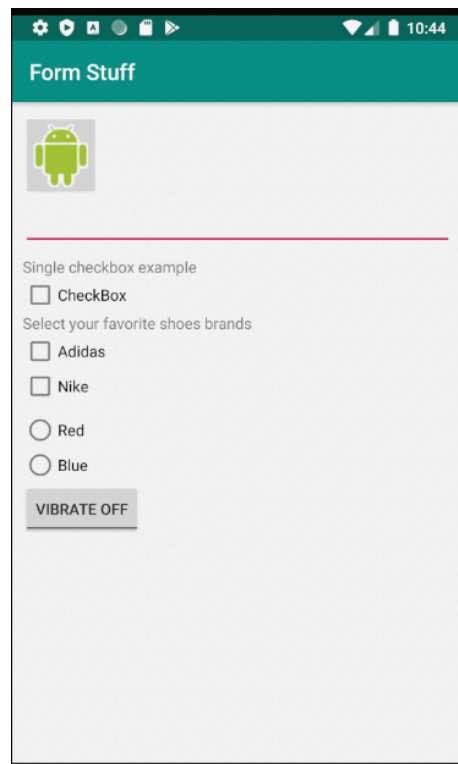 10:44
Form Stuff
Single checkbox example
CheckBox
Select your favorite shoes brands
Adidas
Nike
Red
Blue
VIBRATE OFF